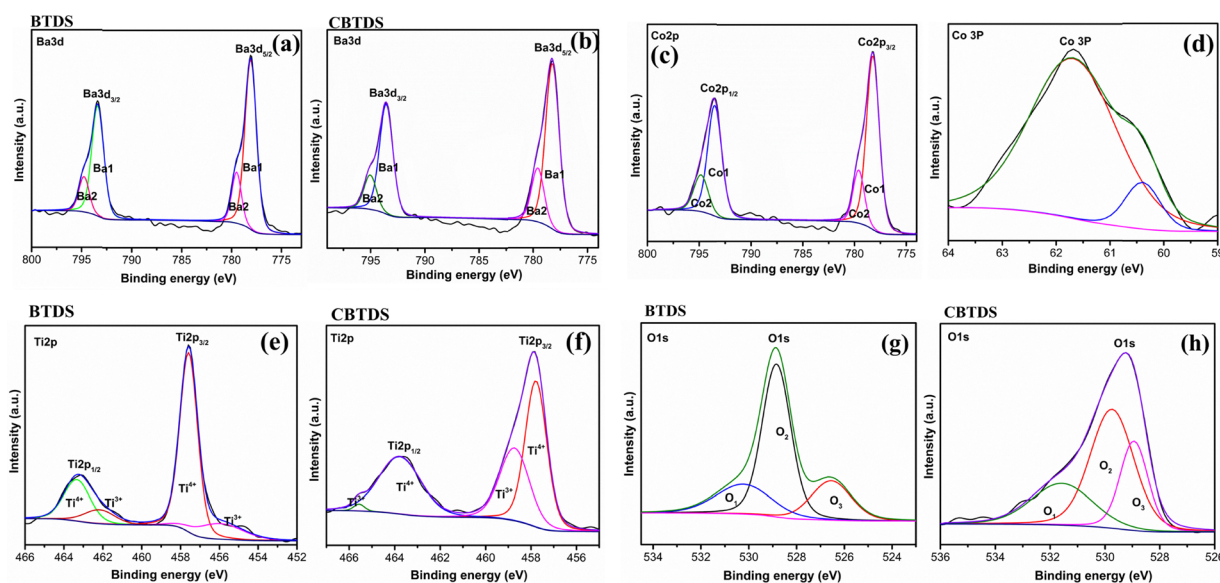 BTDS
CBTDS
Ba3d
(a)
Ba3d5/2
Ba3d3/2
Ba1
Ba2
Ba1
Ba2
Intensity (a.u.)
800 795 790 785 780 775
Binding energy (eV)
Ba3d
(b)
Ba3d5/2
Ba3d3/2
Ba1
Ba2
Ba1
Ba2
Intensity (a.u.)
795 790 785 780 775
Binding energy (eV)
Co2p
(c)
Co2p3/2
Co2p1/2
Co1
Co2
Co1
Co2
Intensity (a.u.)
800 795 790 785 780 775
Binding energy (eV)
Co 3P
Co 3P
(d)
Intensity (a.u.)
64 63 62 61 60 59
Binding energy (eV)
BTDS
Ti2p
Ti2p3/2
(e)
Ti2p1/2
Ti4+
Ti3+
Ti4+
Ti3+
Intensity (a.u.)
466 464 462 460 458 456 454 452
Binding energy (eV)
CBTDS
Ti2p
Ti2p3/2
(f)
Ti2p1/2
Ti3+
Ti4+
Ti3+
Ti4+
Intensity (a.u.)
466 464 462 460 458 456
Binding energy (eV)
BTDS
O1s
O1s
(g)
O2
O1
O3
Intensity (a.u.)
534 532 530 528 526 524
Binding energy (eV)
CBTDS
O1s
O1s
(h)
O2
O1
O3
Intensity (a.u.)
536 534 532 530 528 526
Binding energy (eV)